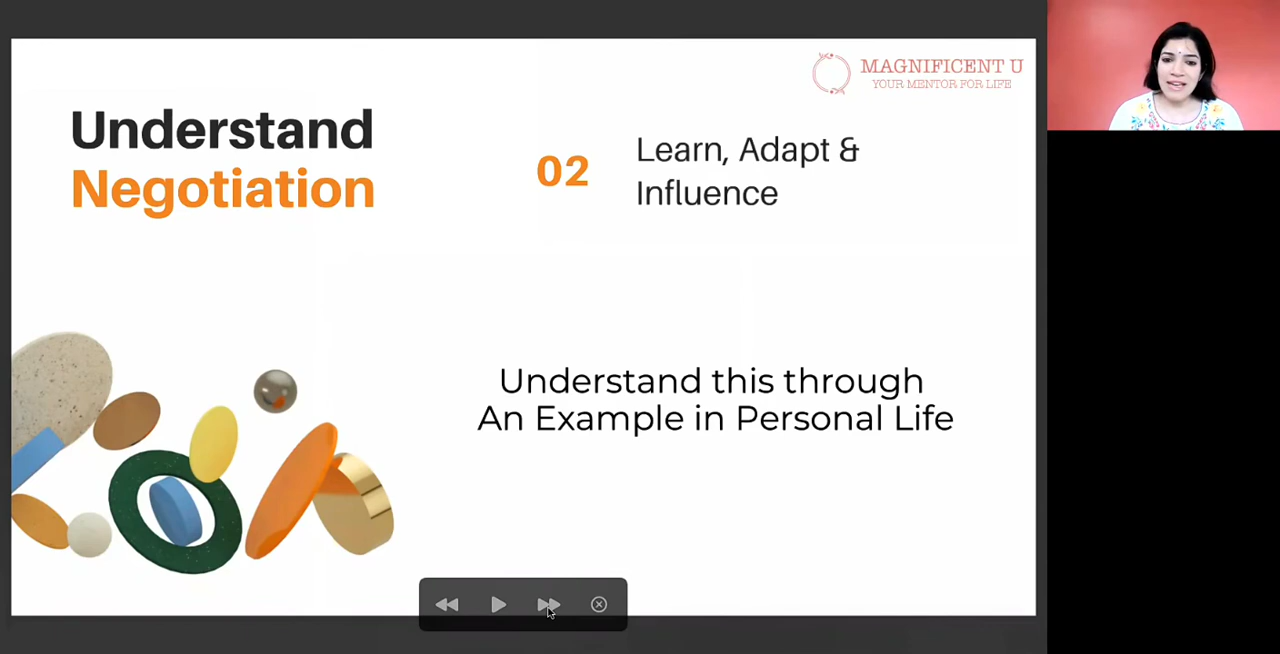 MAGNIFICENT U
YOUR MENTOR FOR LIFE
Understand
Negotiation
02
Learn, Adapt &
Influence
Understand this through
An Example in Personal Life